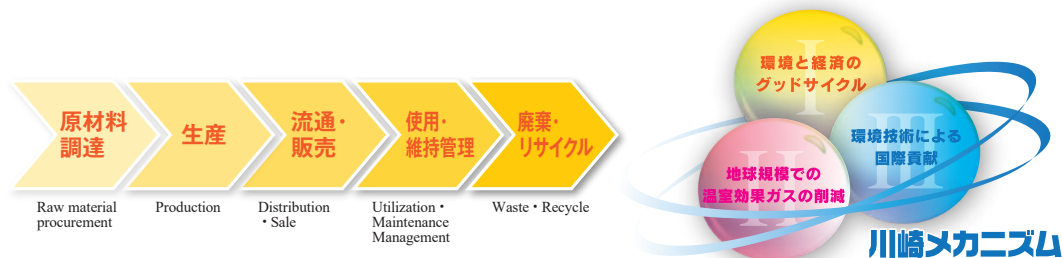 原材料
調達
生産
流通・
販売
使用・
維持管理
廃棄・
リサイクル
Raw material
procurement
Production
Distribution
・Sale
Utilization・
Maintenance
Management
Waste・Recycle
I
環境と経済の
グッドサイクル
II
地球規模での
温室効果ガスの削減
III
環境技術による
国際貢献
川崎メカニズム